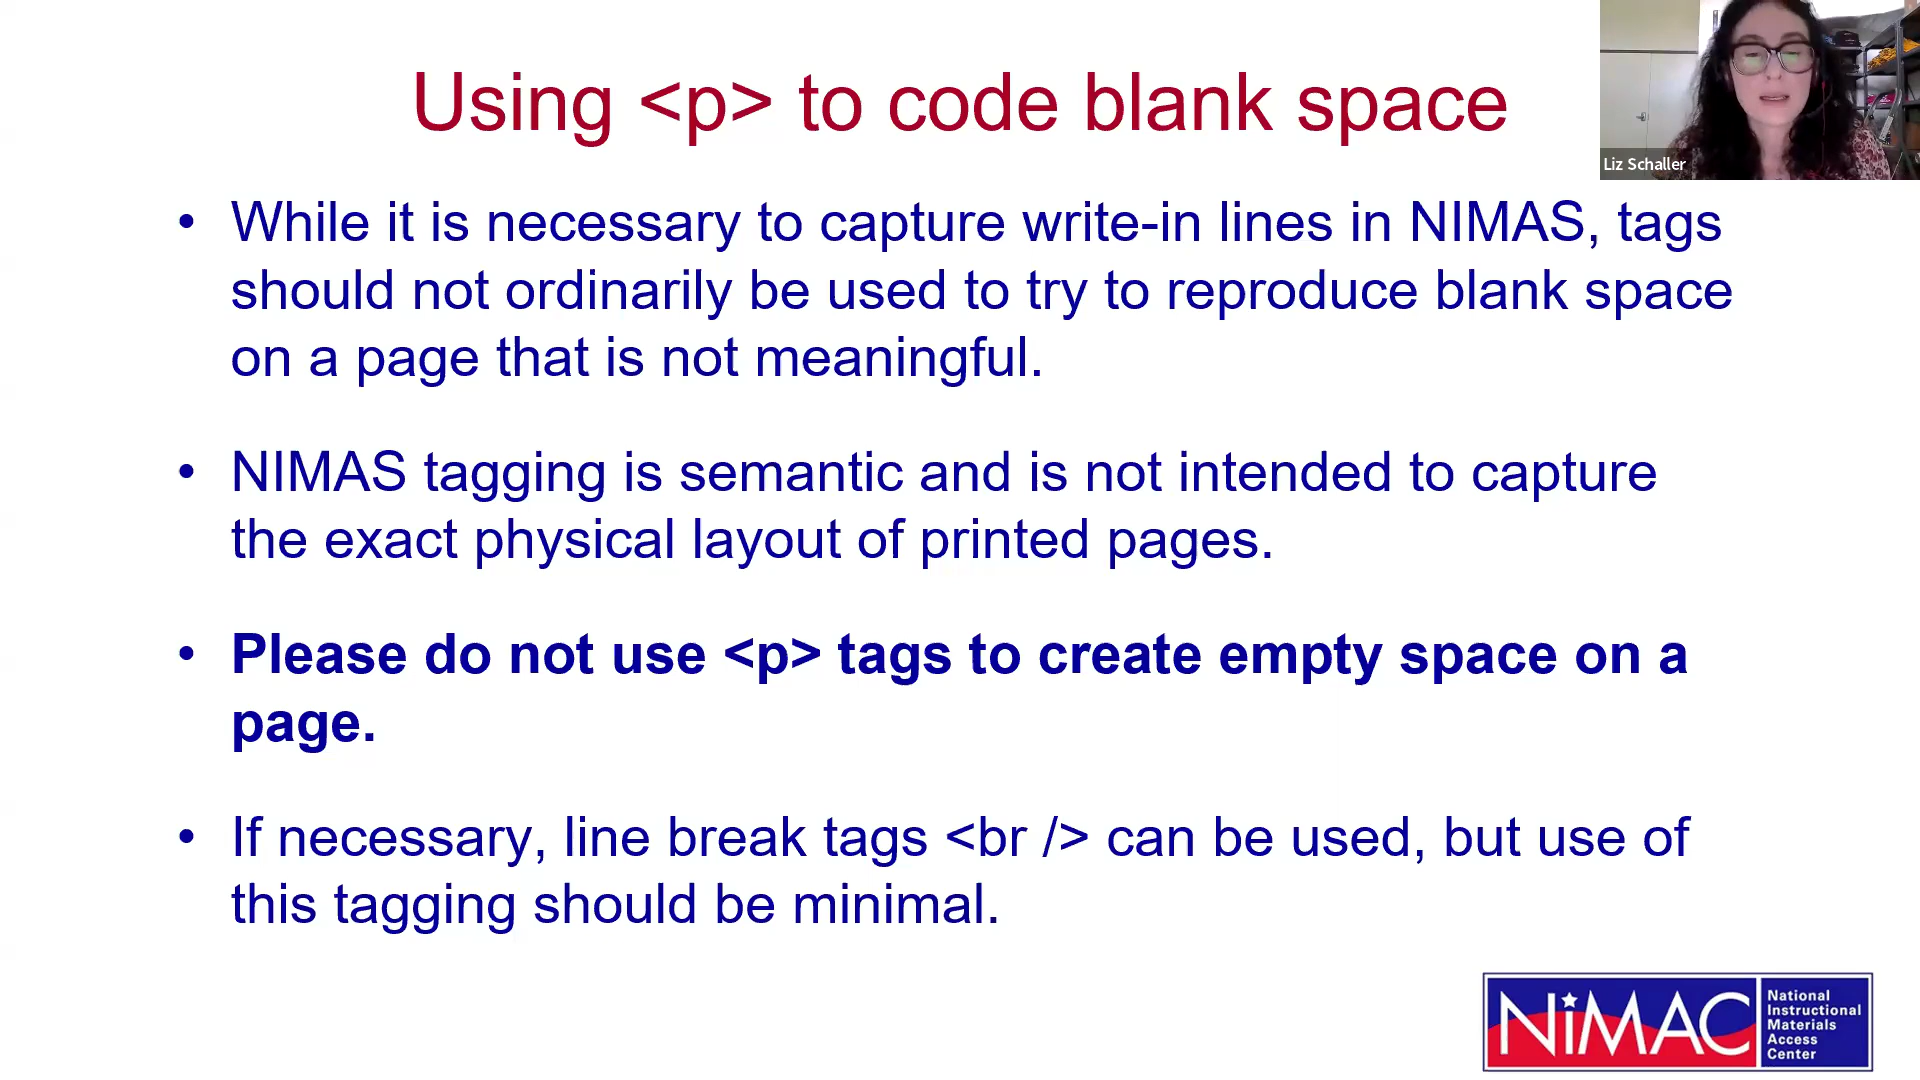 Using <p> to code blank space
Liz Schaller
• While it is necessary to capture write-in lines in NIMAS, tags
should not ordinarily be used to try to reproduce blank space
on a page that is not meaningful.
• NIMAS tagging is semantic and is not intended to capture
the exact physical layout of printed pages.
• Please do not use <p> tags to create empty space on a
page.
• If necessary, line break tags <br /> can be used, but use of
this tagging should be minimal.
NiMAC
National
Instructional
Materials
Access
Center